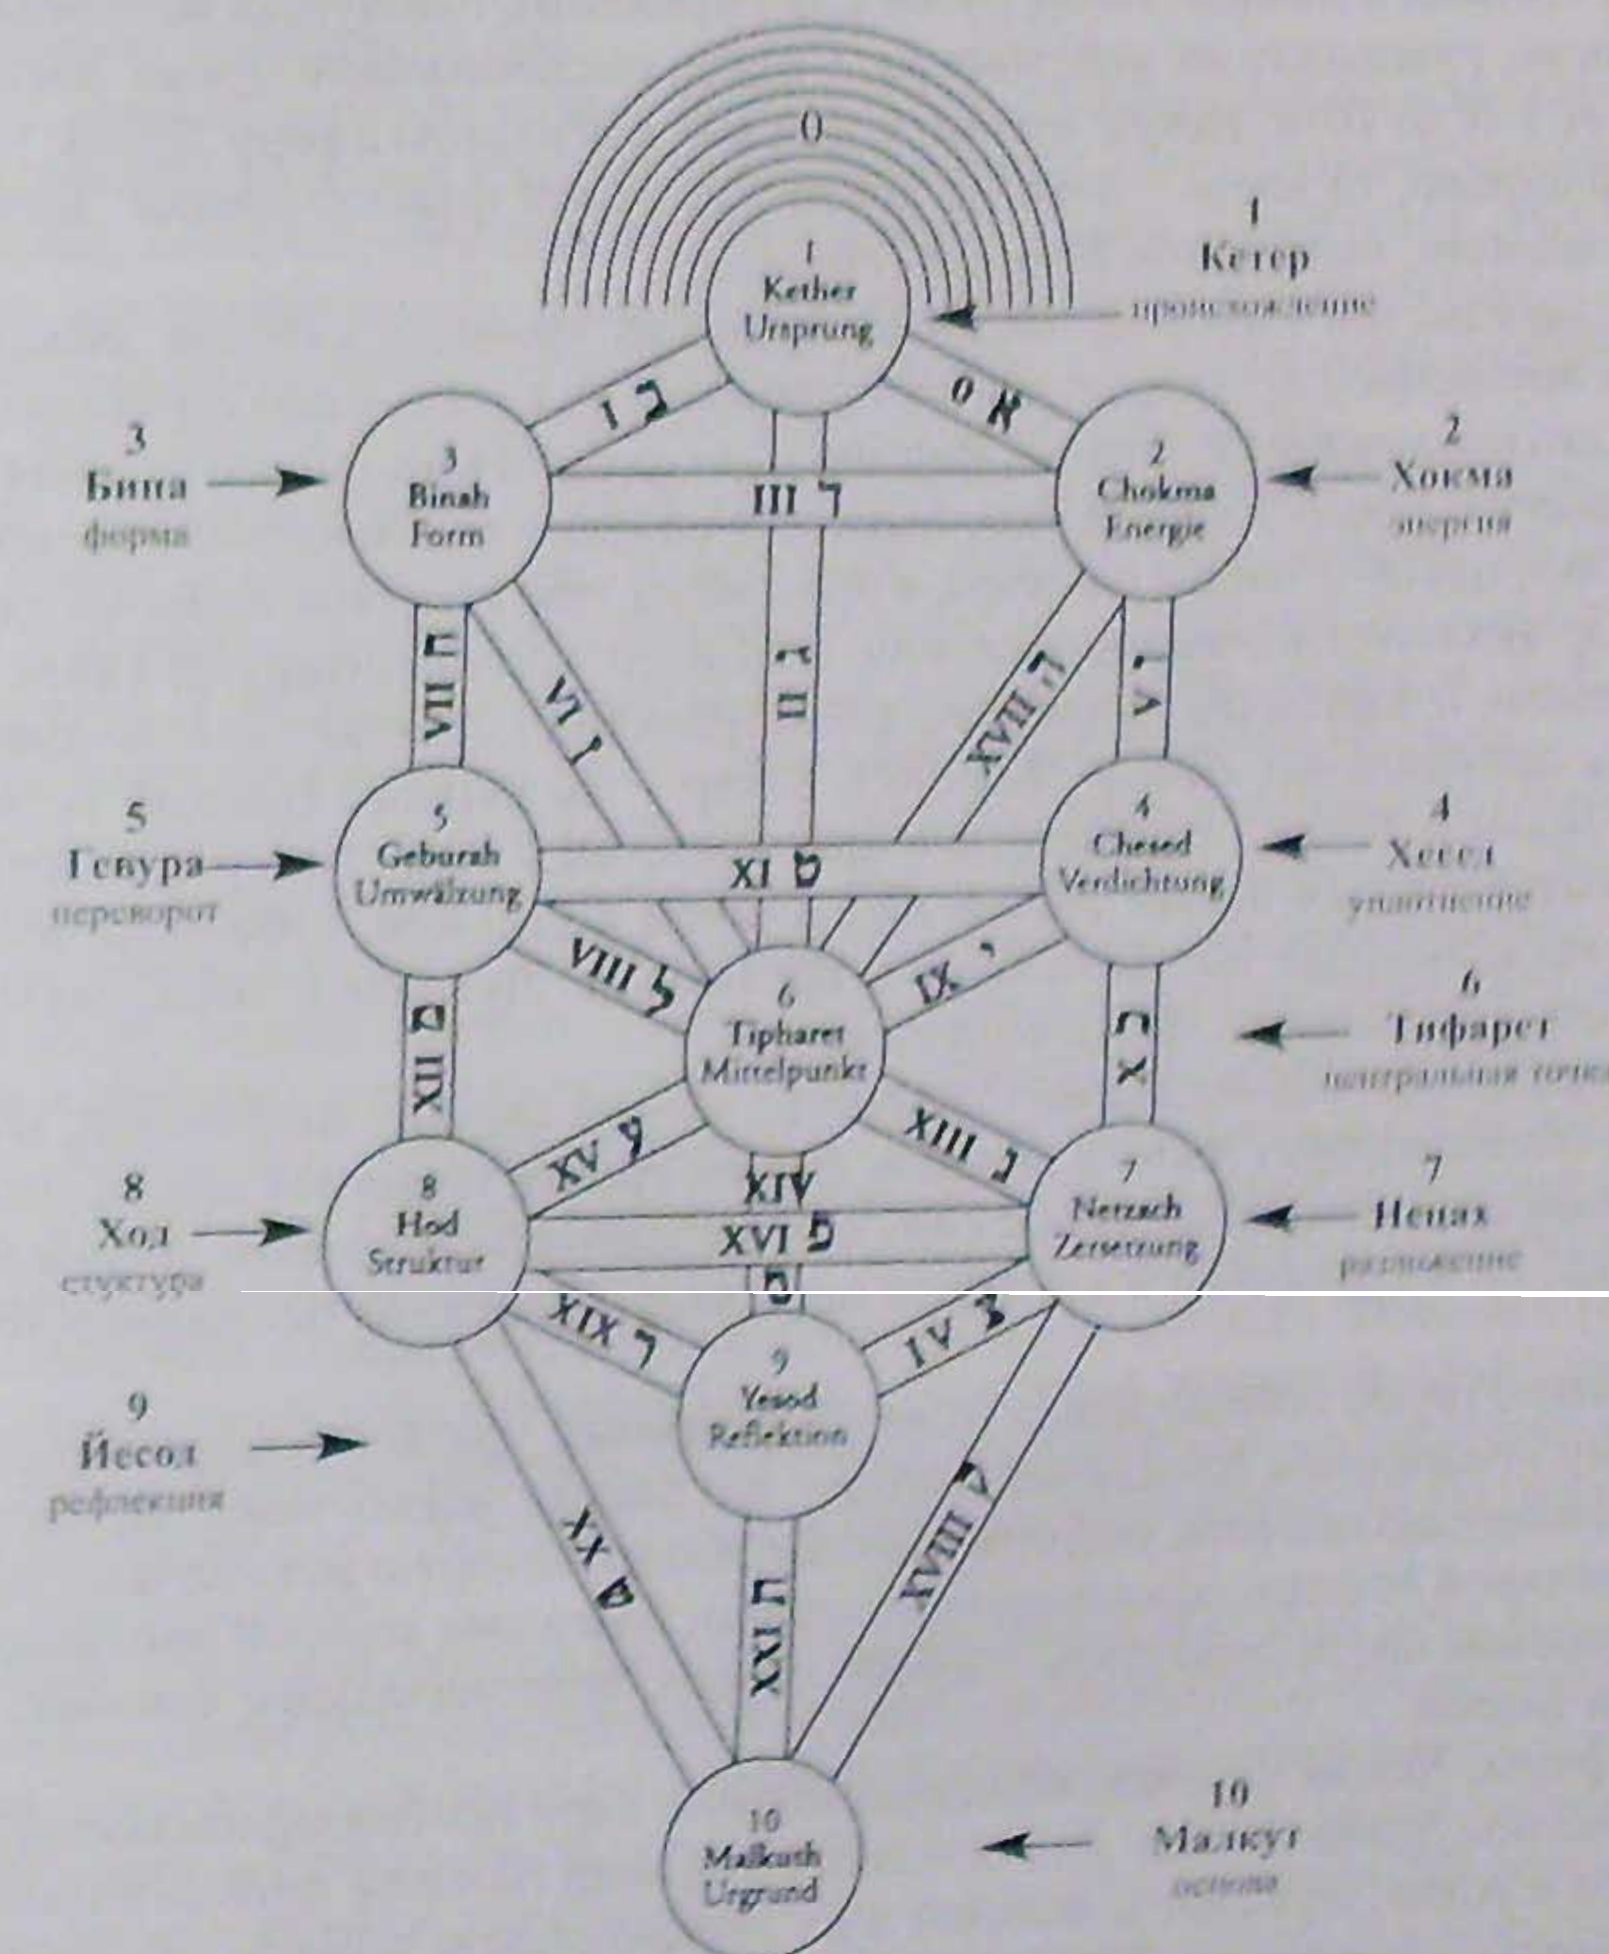 0
1
Kether
Ursprung
1
Кетер
происхождение
I ב
0 א
3
Бина
форма
3
Binah
Form
III ד
2
Chokma
Energie
2
Хокма
энергия
VII ח
VI ז
II ג
XVII ה
V ו
5
Гевура
переворот
5
Geburah
Umwälzung
XI ט
4
Chesed
Verdichtung
4
Хесед
уплотнение
VIII ל
IX י
XII מ
6
Tipharet
Mittelpunkt
X כ
6
Тифарет
центральная точка
XV ע
XIII נ
XIV
8
Ход
стуктура
8
Hod
Struktur
XVI פ
ס
7
Netzach
Zersetzung
7
Нецах
разложение
XIX ר
IV צ
9
Йесод
рефлекция
9
Yesod
Reflektion
XX ש
XXI ת
XVIII ק
10
Malkuth
Urgrund
10
Малкут
основа